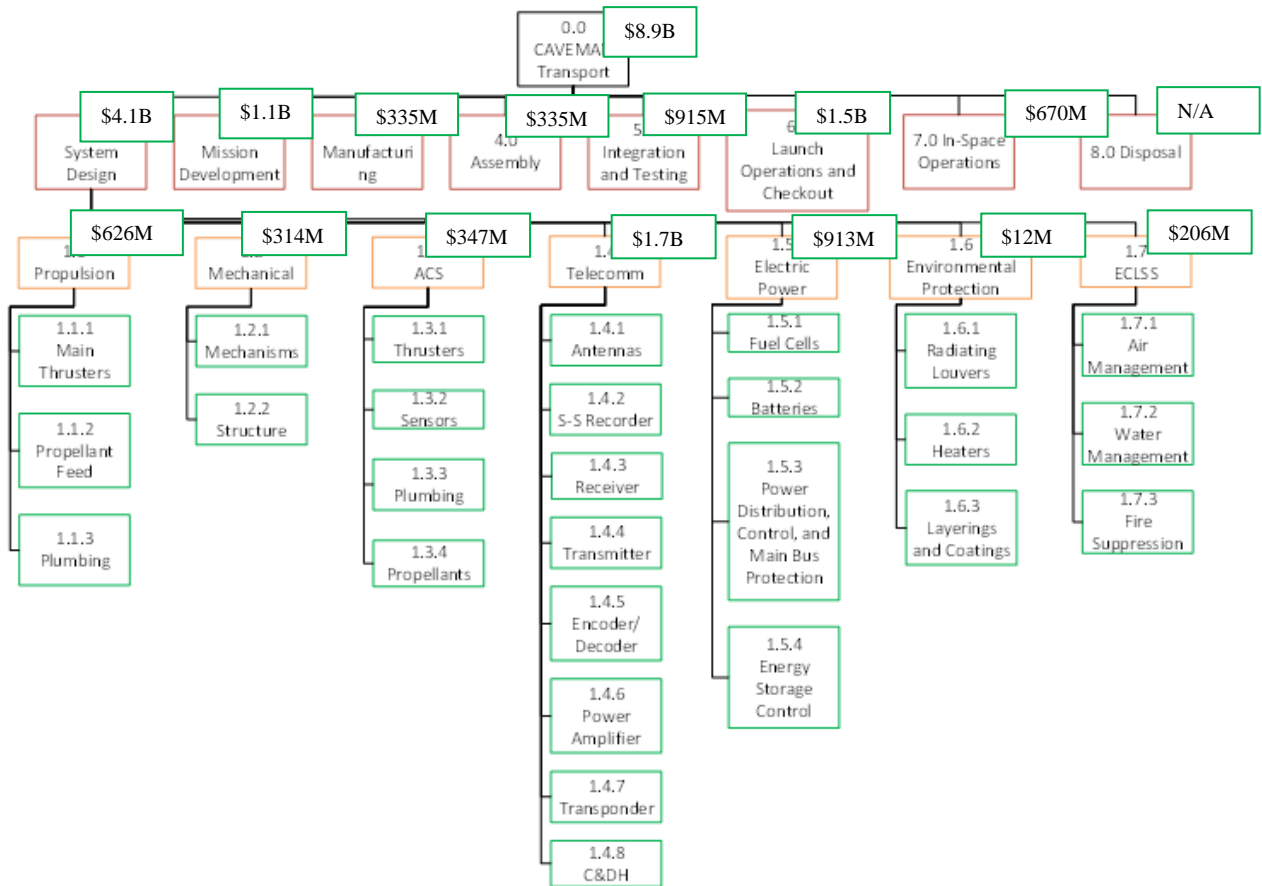 0.0
$8.9B
Transport
$4.1B
$1.1B
$335M
$335M
$915M
$1.5B
$670M
N/A
System
Design
Mission
Development
Manufacturi
ng
4.0
Assembly
Integration
and Testing
Launch
Operations and
Checkout
7.0 In-Space
Operations
8.0 Disposal
$626M
$314M
$347M
$1.7B
$913M
$12M
$206M
Propulsion
Mechanical
ACS
Telecomm
Electric
Power
1.6
Environmental
Protection
ECLSS
1.1.1
Main
Thrusters
1.1.2
Propellant
Feed
1.1.3
Plumbing
1.2.1
Mechanisms
1.2.2
Structure
1.3.1
Thrusters
1.3.2
Sensors
1.3.3
Plumbing
1.3.4
Propellants
1.4.1
Antennas
1.4.2
S-S Recorder
1.4.3
Receiver
1.4.4
Transmitter
1.4.5
Encoder/
Decoder
1.4.6
Power
Amplifier
1.4.7
Transponder
1.4.8
C&DH
1.5.1
Fuel Cells
1.5.2
Batteries
1.5.3
Power
Distribution,
Control, and
Main Bus
Protection
1.5.4
Energy
Storage
Control
1.6.1
Radiating
Louvers
1.6.2
Heaters
1.6.3
Layerings
and Coatings
1.7.1
Air
Management
1.7.2
Water
Management
1.7.3
Fire
Suppression